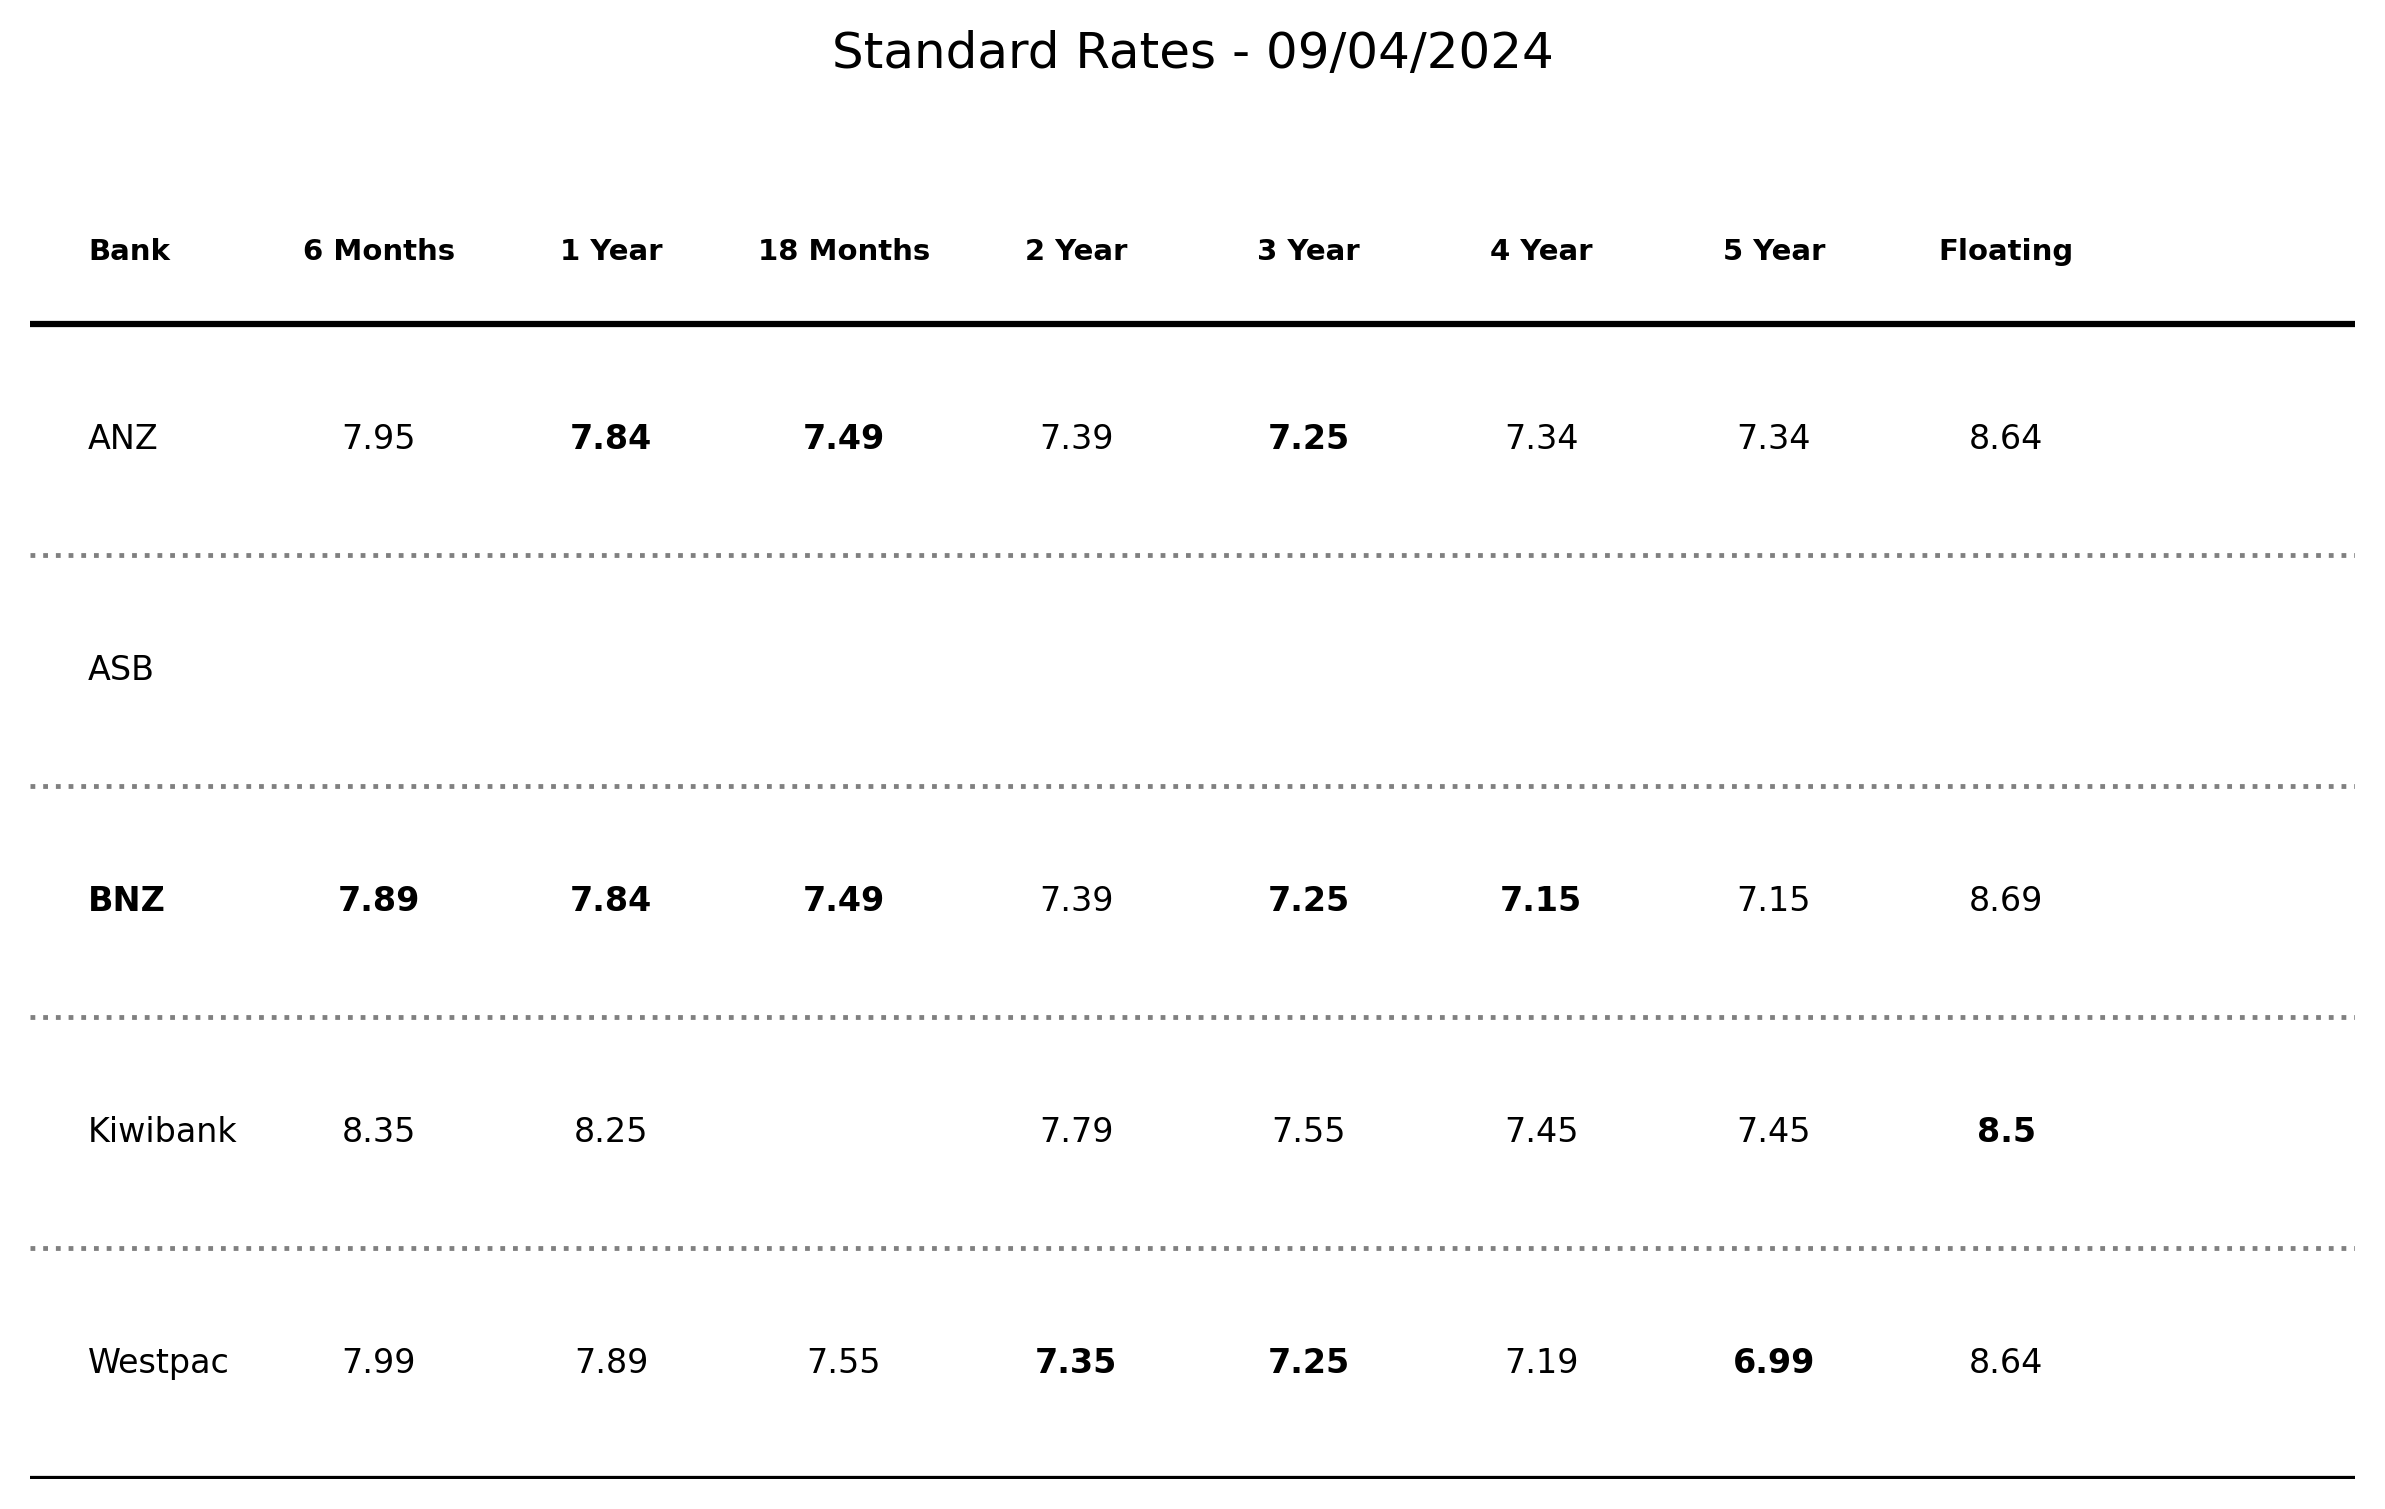 Standard Rates - 09/04/2024
Bank 6 Months 1 Year 18 Months 2 Year 3 Year 4 Year 5 Year Floating
ANZ 7.95 7.84 7.49 7.39 7.25 7.34 7.34 8.64
ASB
BNZ 7.89 7.84 7.49 7.39 7.25 7.15 7.15 8.69
Kiwibank 8.35 8.25 7.79 7.55 7.45 7.45 8.5
Westpac 7.99 7.89 7.55 7.35 7.25 7.19 6.99 8.64